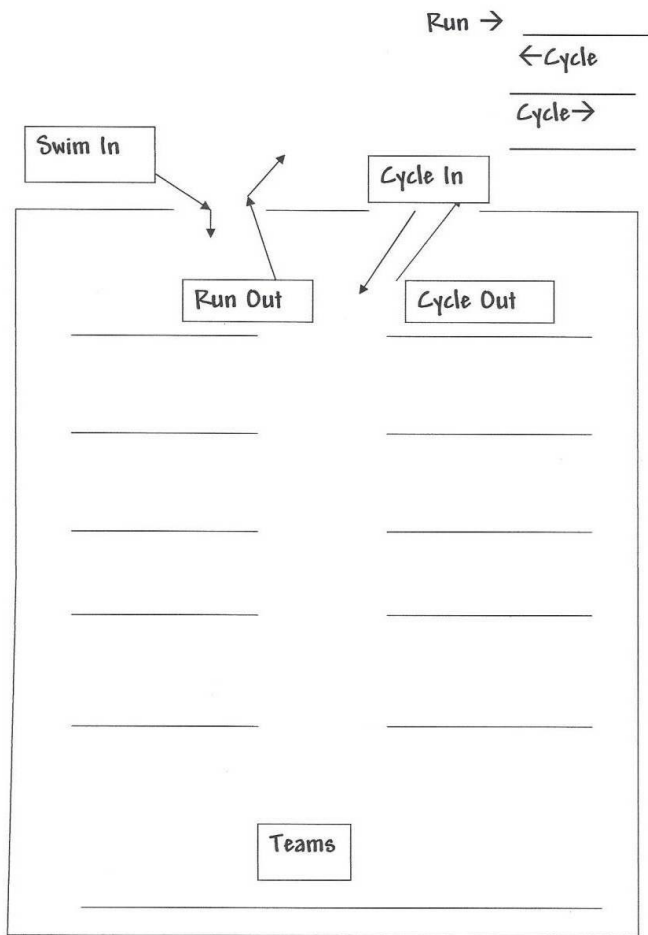 Run →
←Cycle
Cycle→
Swim In
Cycle In
Run Out
Cycle Out
Teams